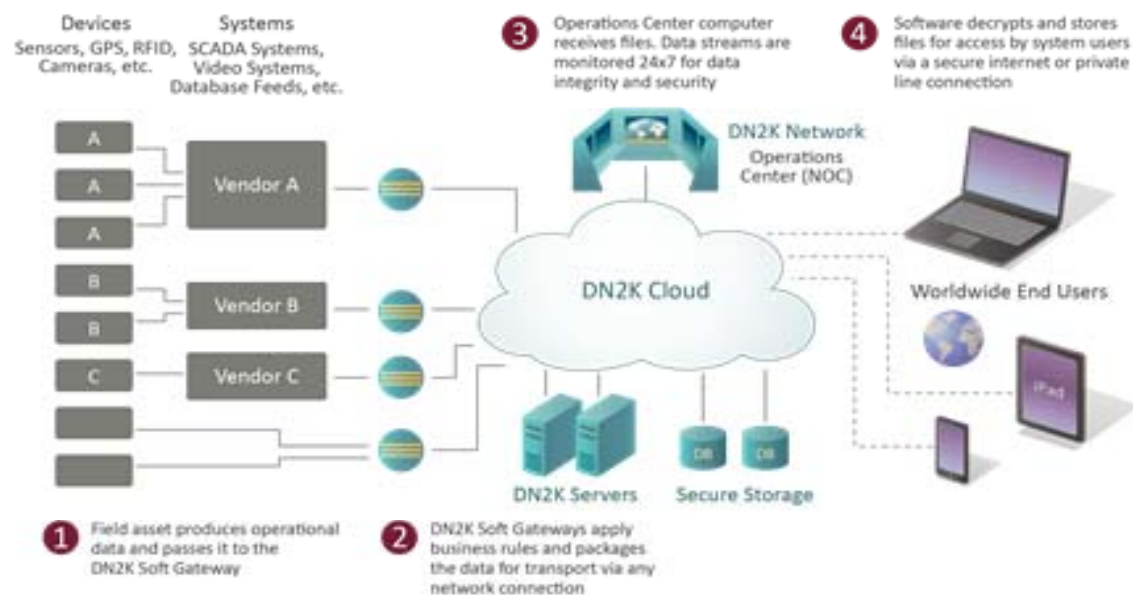 Devices
Sensors, GPS, RFID,
Cameras, etc.
Systems
SCADA Systems,
Video Systems,
Database Feeds, etc.
3
Operations Center computer
receives files. Data streams are
monitored 24x7 for data
integrity and security
4
Software decrypts and stores
files for access by system users
via a secure internet or private
line connection
A
A
A
B
B
C
Vendor A
Vendor B
Vendor C
DN2K Network
Operations
Center (NOC)
DN2K Cloud
Worldwide End Users
iPad
DN2K Servers
DB
DB
Secure Storage
1
Field asset produces operational
data and passes it to the
DN2K Soft Gateway
2
DN2K Soft Gateways apply
business rules and packages
the data for transport via any
network connection